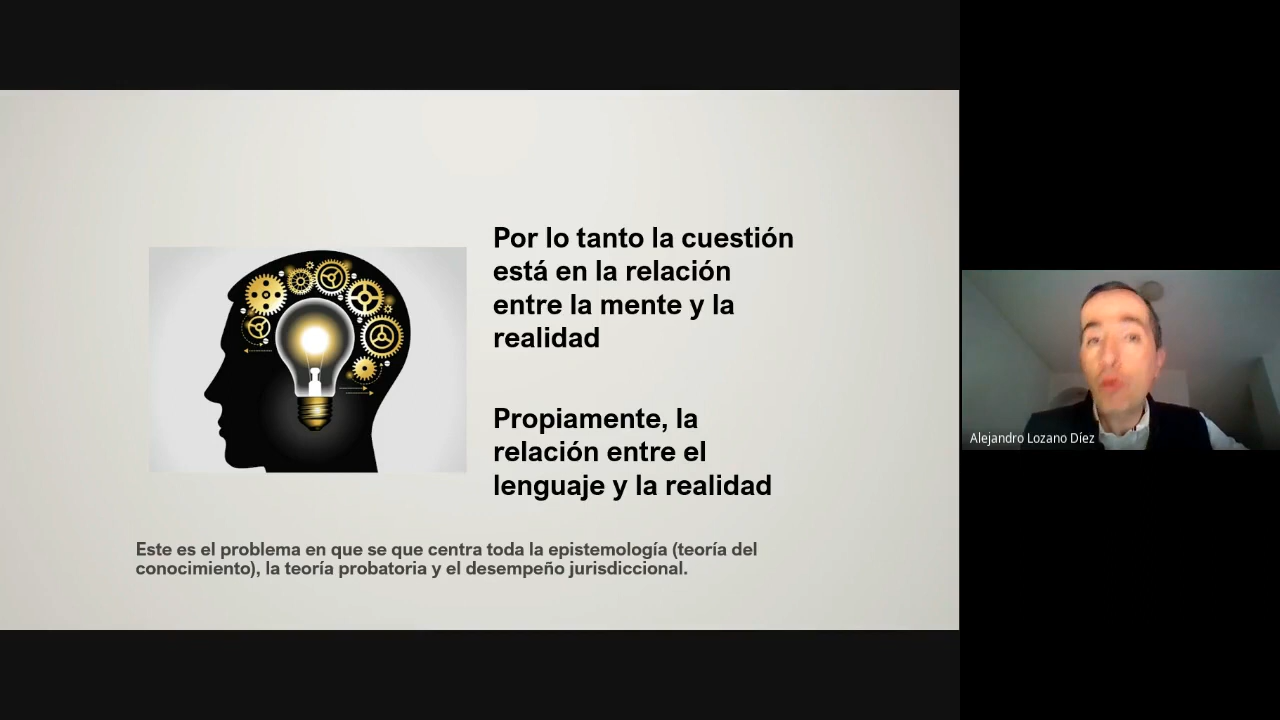 Por lo tanto la cuestión
está en la relación
entre la mente y la
realidad
Propiamente, la
relación entre el
lenguaje y la realidad
Este es el problema en que se que centra toda la epistemología (teoría del
conocimiento), la teoría probatoria y el desempeño jurisdiccional.
Alejandro Lozano Díez